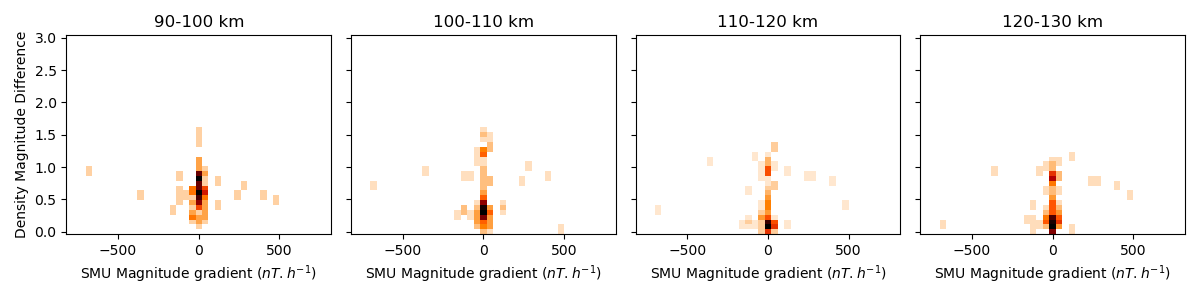 90-100 km
100-110 km
110-120 km
120-130 km
Density Magnitude Difference
3.0
2.5
2.0
1.5
1.0
0.5
0.0
−500 0 500
−500 0 500
−500 0 500
−500 0 500
SMU Magnitude gradient (nT. h⁻¹)
SMU Magnitude gradient (nT. h⁻¹)
SMU Magnitude gradient (nT. h⁻¹)
SMU Magnitude gradient (nT. h⁻¹)